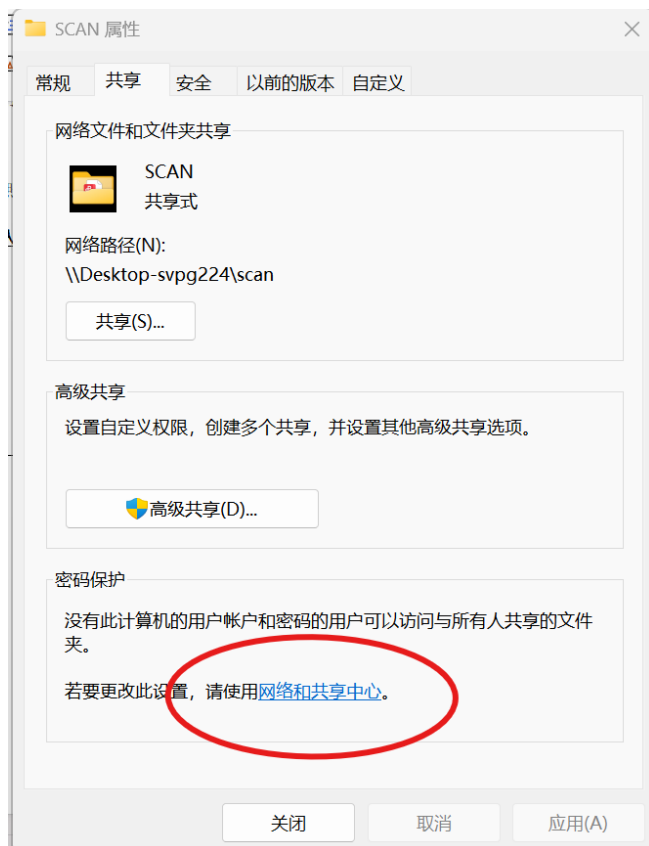 SCAN 属性
常规 共享 安全 以前的版本 自定义
网络文件和文件夹共享
SCAN
共享式
网络路径(N):
\\Desktop-svpg224\scan
共享(S)...
高级共享
设置自定义权限，创建多个共享，并设置其他高级共享选项。
高级共享(D)...
密码保护
没有此计算机的用户帐户和密码的用户可以访问与所有人共享的文件
夹。
若要更改此设置，请使用网络和共享中心。
关闭 取消 应用(A)